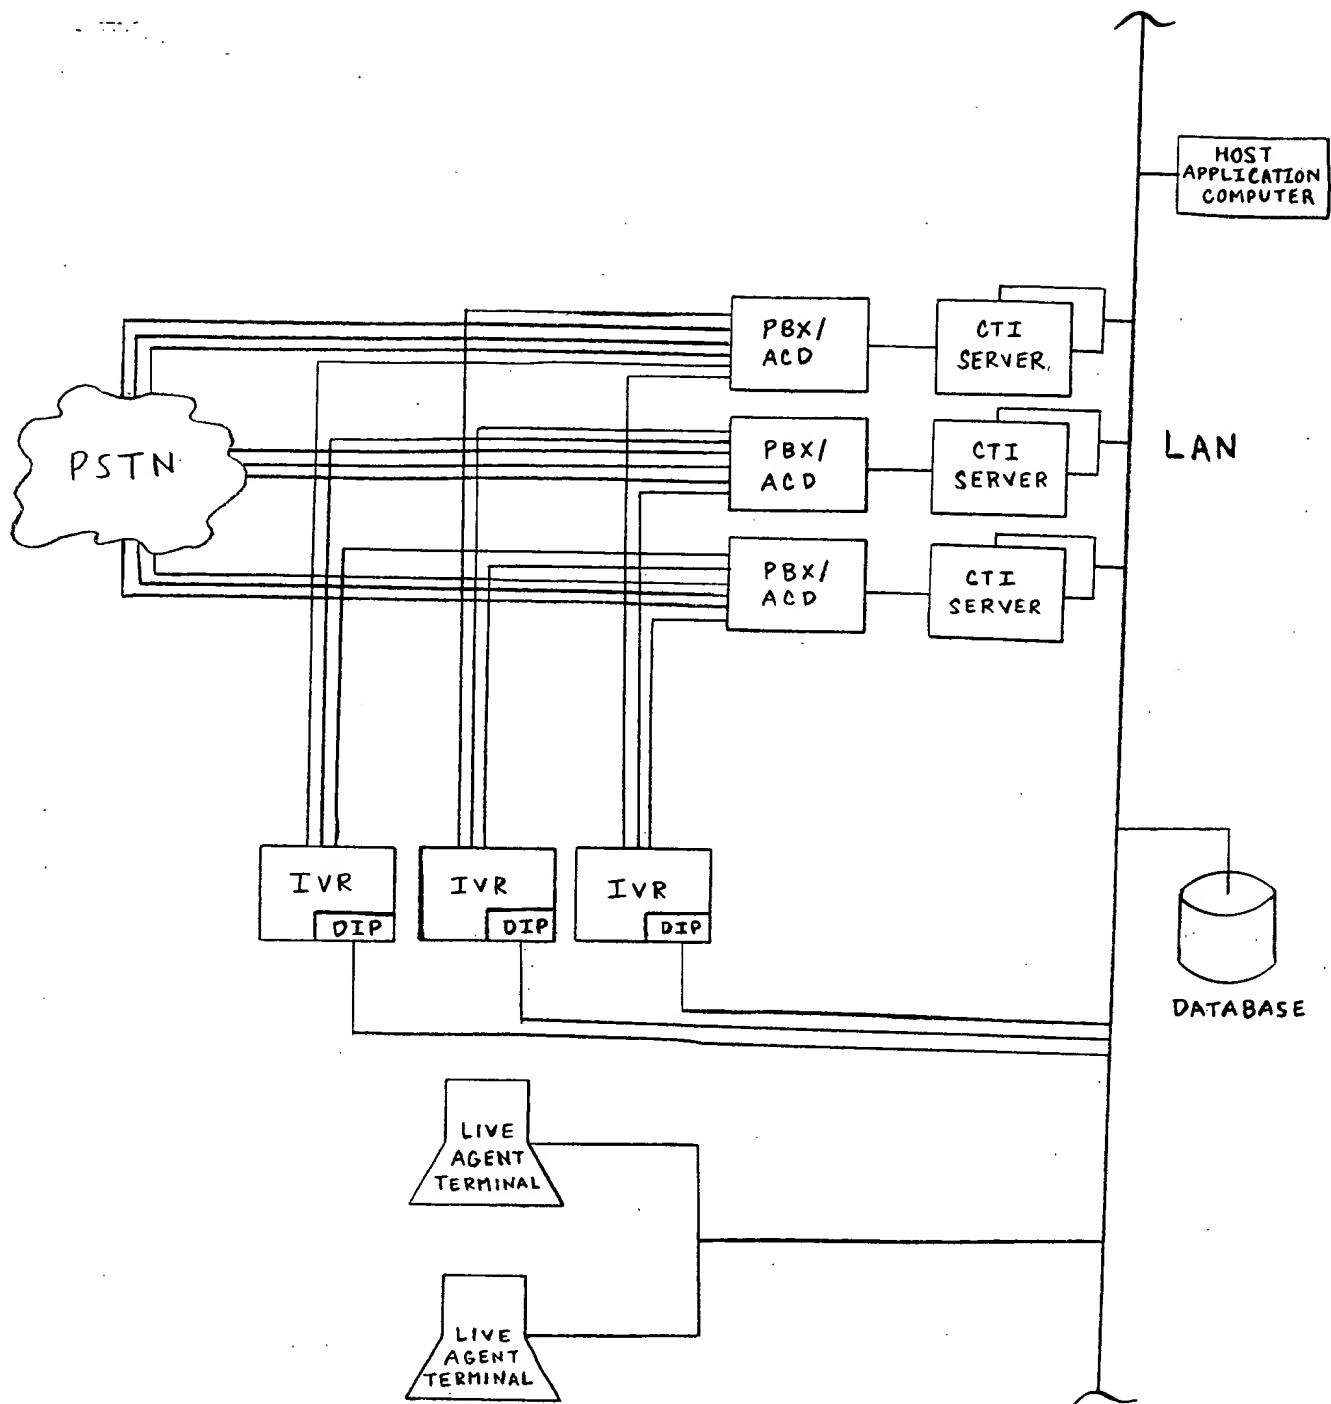 HOST
APPLICATION
COMPUTER
PBX/
ACD
CTI
SERVER
PSTN
PBX/
ACD
CTI
SERVER
LAN
PBX/
ACD
CTI
SERVER
IVR
DIP
IVR
DIP
IVR
DIP
DATABASE
LIVE
AGENT
TERMINAL
LIVE
AGENT
TERMINAL